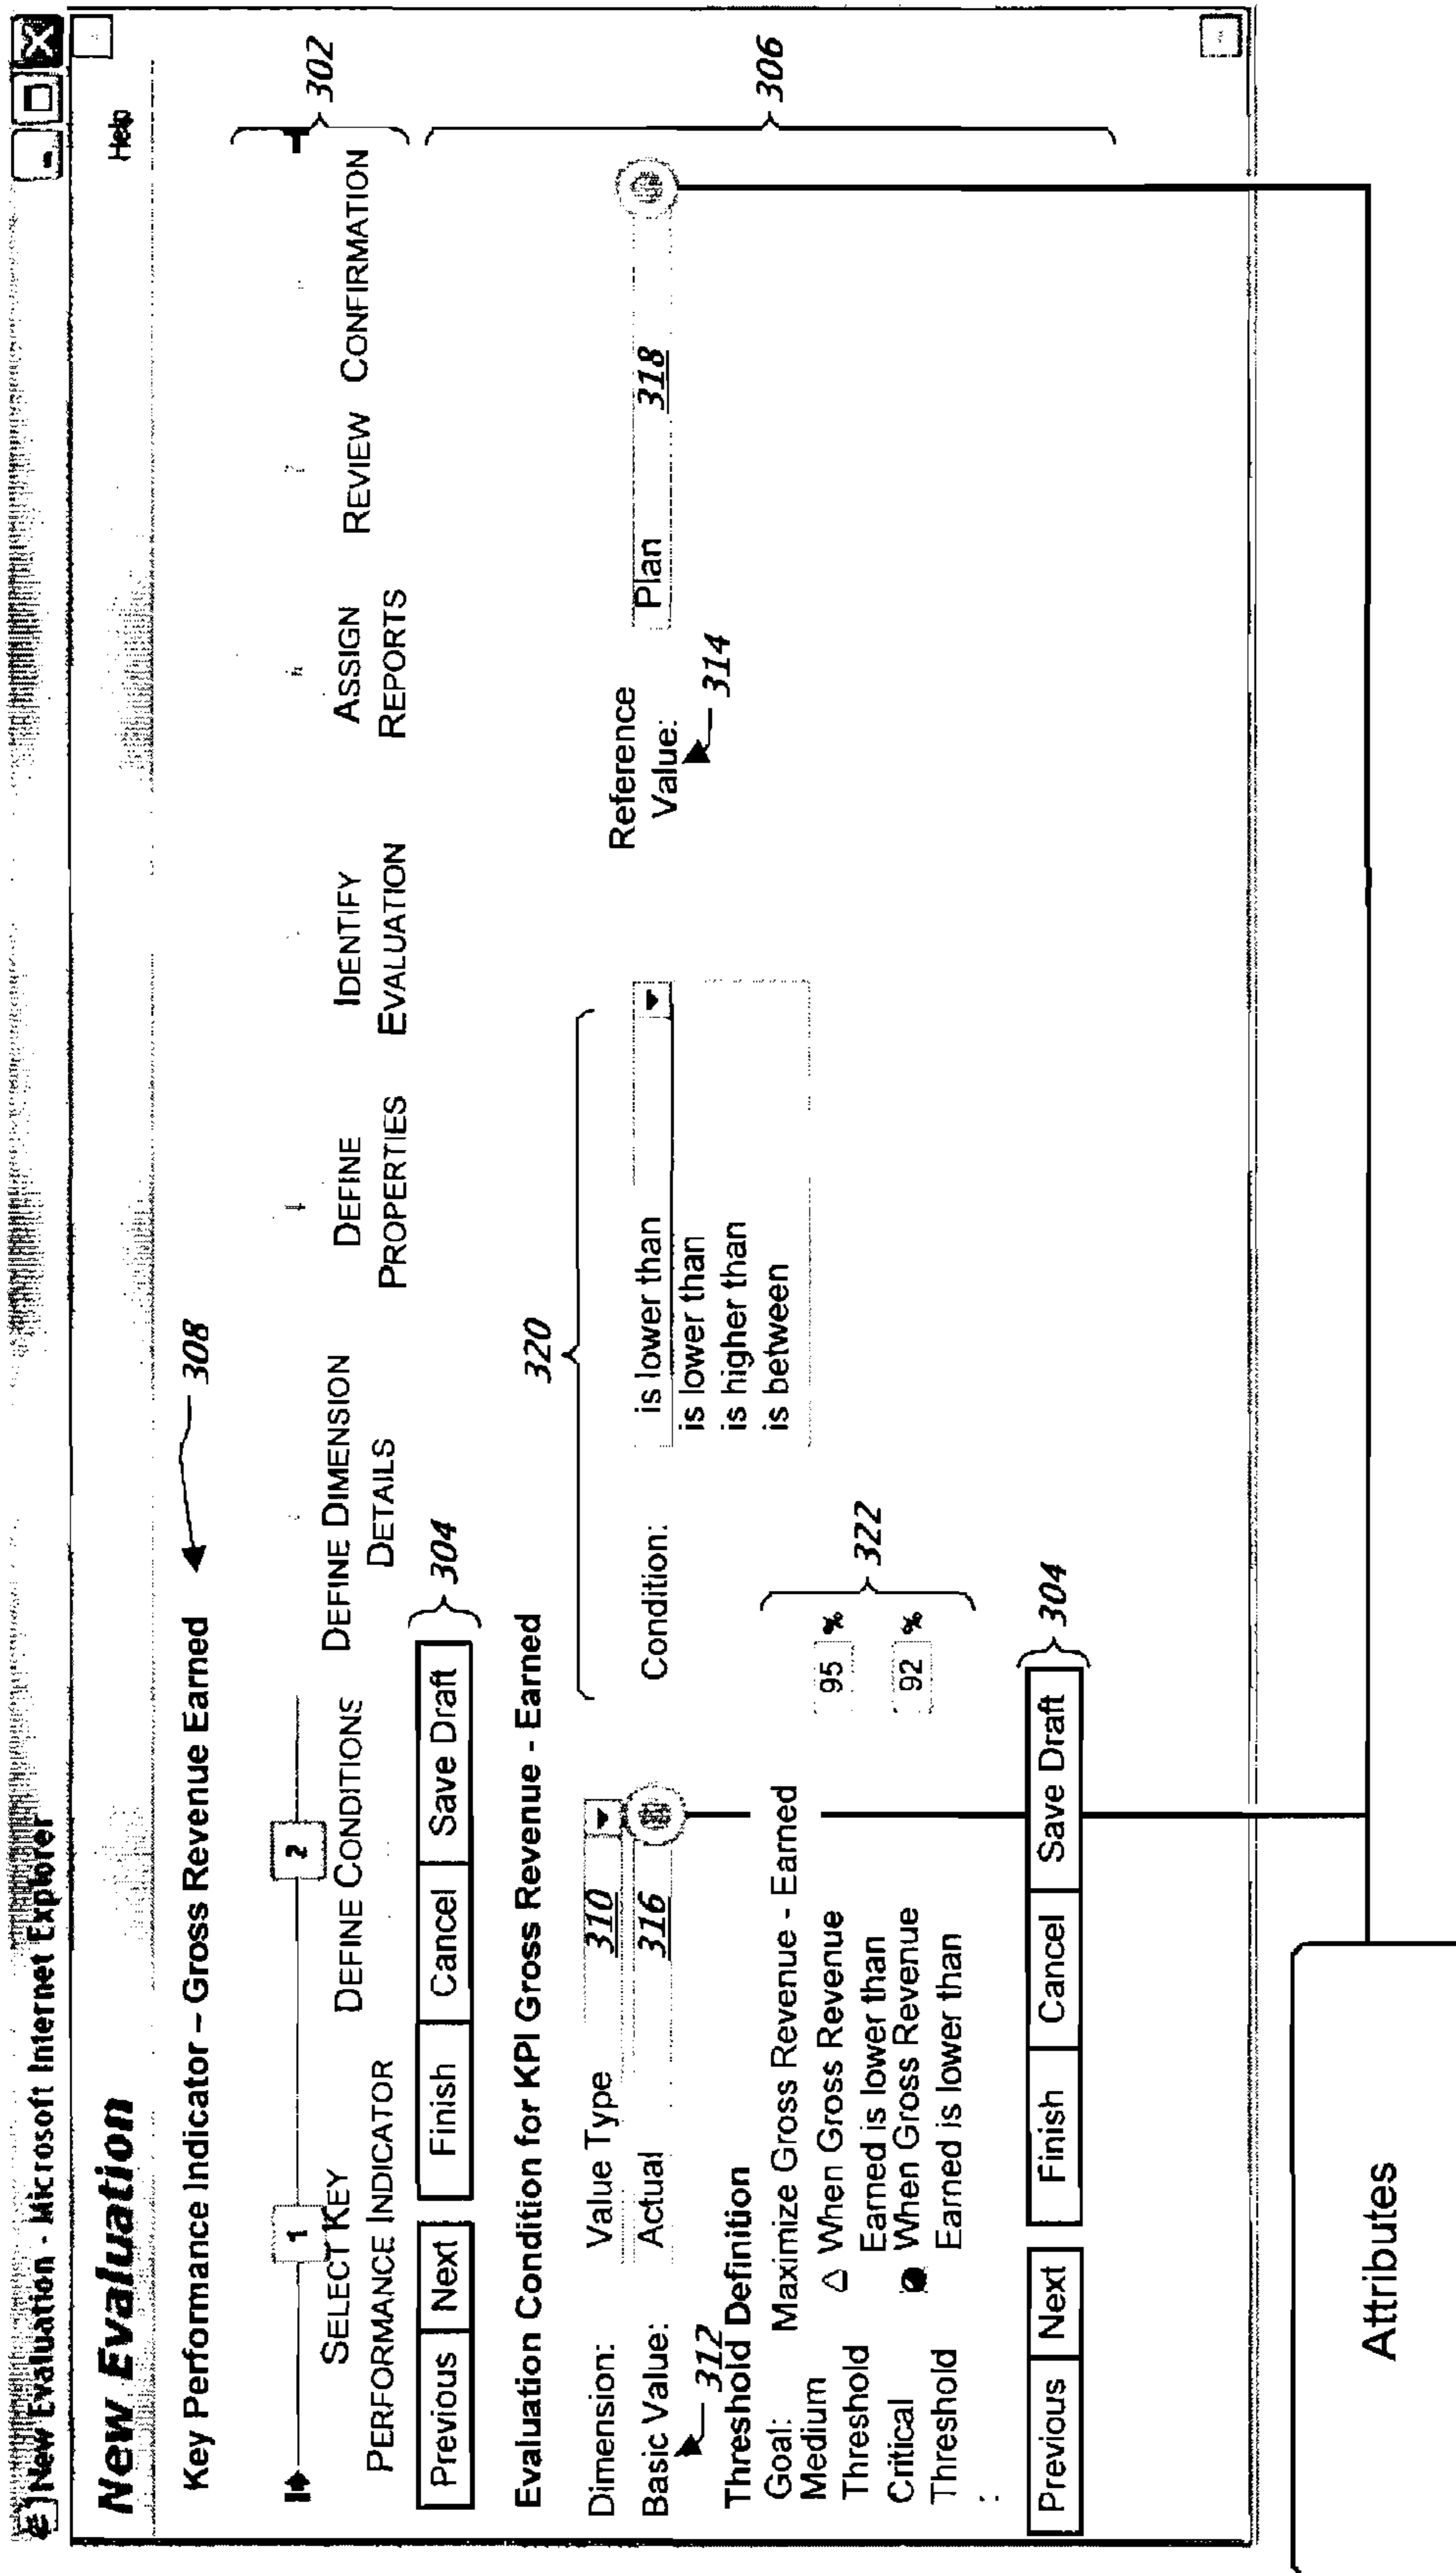 New Evaluation - Microsoft Internet Explorer
New Evaluation
Help
Key Performance Indicator – Gross Revenue Earned
308
1
2
302
SELECT KEY
PERFORMANCE INDICATOR
DEFINE CONDITIONS
DEFINE DIMENSION
DETAILS
DEFINE
PROPERTIES
IDENTIFY
EVALUATION
ASSIGN
REPORTS
REVIEW
CONFIRMATION
Previous Next Finish Cancel Save Draft
304
306
Evaluation Condition for KPI Gross Revenue - Earned
320
Dimension: Value Type 310
Basic Value: Actual 316
312
Condition: is lower than
is lower than
is higher than
is between
Reference
Value: Plan 318
314
Threshold Definition
Goal: Maximize Gross Revenue - Earned
Medium
Threshold
When Gross Revenue
Earned is lower than
95 %
Critical
Threshold
When Gross Revenue
Earned is lower than
92 %
322
:
Previous Next Finish Cancel Save Draft
304
Attributes